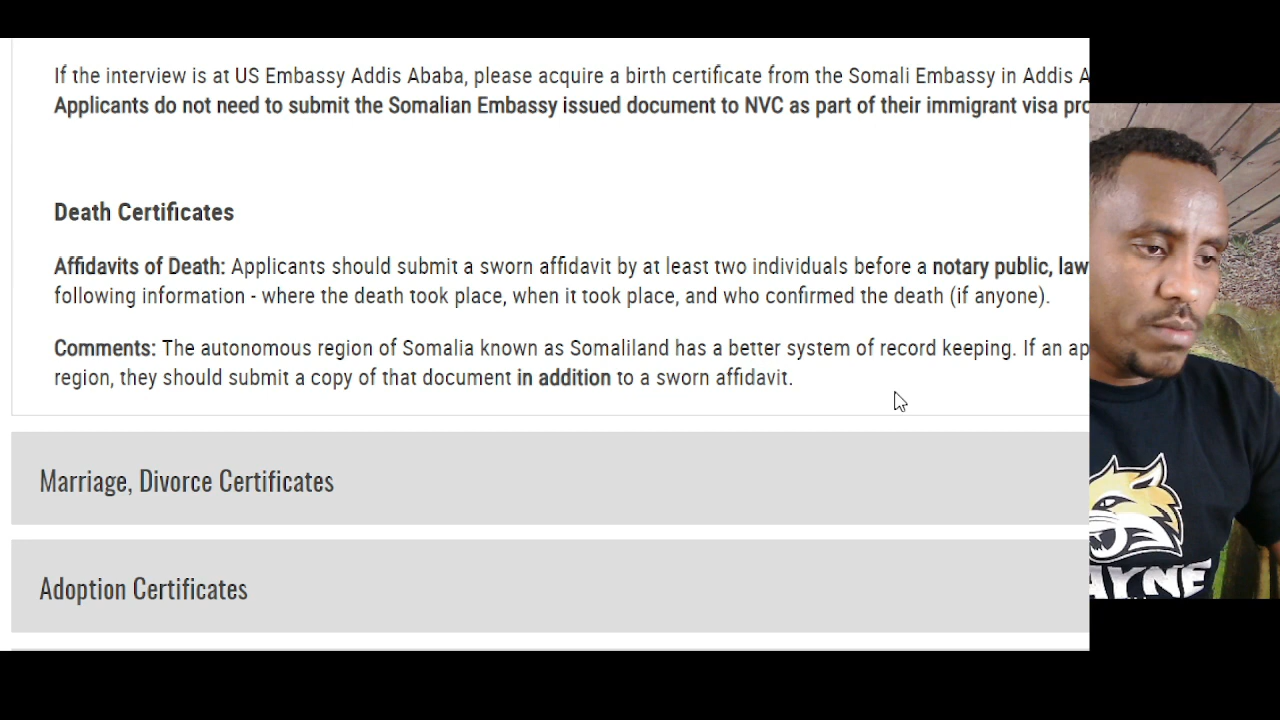 If the interview is at US Embassy Addis Ababa, please acquire a birth certificate from the Somali Embassy in Addis A
Applicants do not need to submit the Somalian Embassy issued document to NVC as part of their immigrant visa pro
Death Certificates
Affidavits of Death: Applicants should submit a sworn affidavit by at least two individuals before a notary public, law
following information - where the death took place, when it took place, and who confirmed the death (if anyone).
Comments: The autonomous region of Somalia known as Somaliland has a better system of record keeping. If an ap
region, they should submit a copy of that document in addition to a sworn affidavit.
Marriage, Divorce Certificates
Adoption Certificates
AYNE